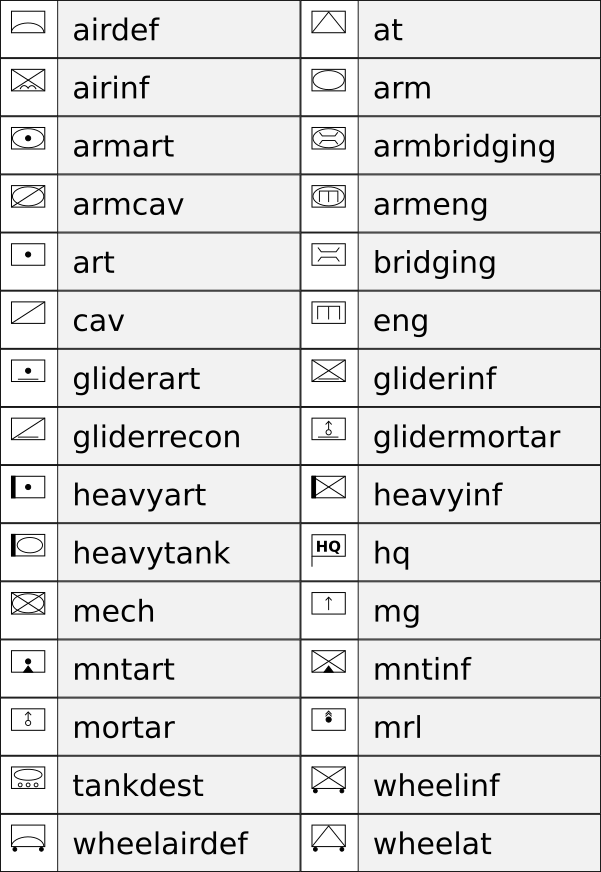 airdef at
airinf arm
armart armbridging
armcav armeng
art bridging
cav eng
gliderart gliderinf
gliderrecon glidermortar
heavyart heavyinf
heavytank HQ hq
mech mg
mntart mntinf
mortar mrl
tankdest wheelinf
wheelairdef wheelat